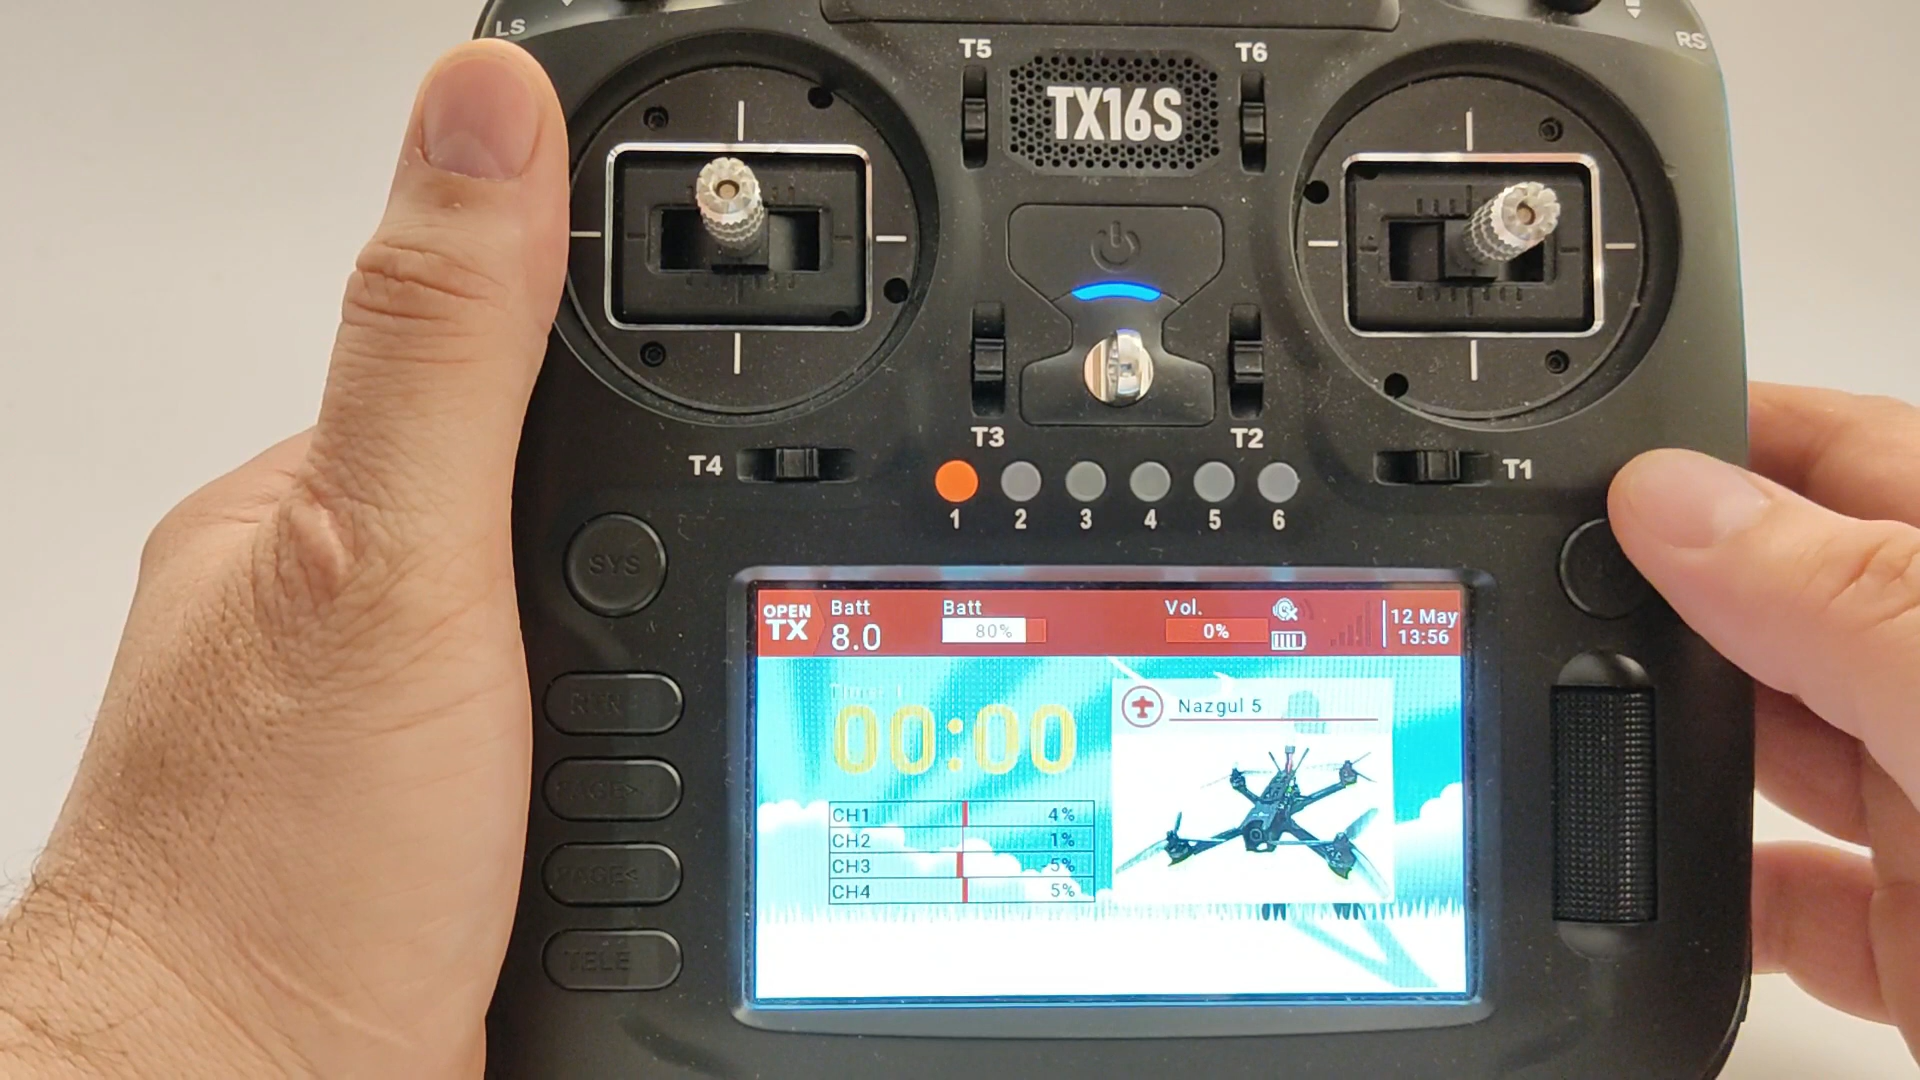 LS
RS
T5
T6
TX16S
T3
T2
T4
T1
1 2 3 4 5 6
SYS
OPEN TX
Batt
8.0
Batt
80%
Vol.
0%
12 May
13:56
00:00
Nazgul 5
CH1 4%
CH2 1%
CH3 -5%
CH4 5%
PAGE>
PAGE<
TELE